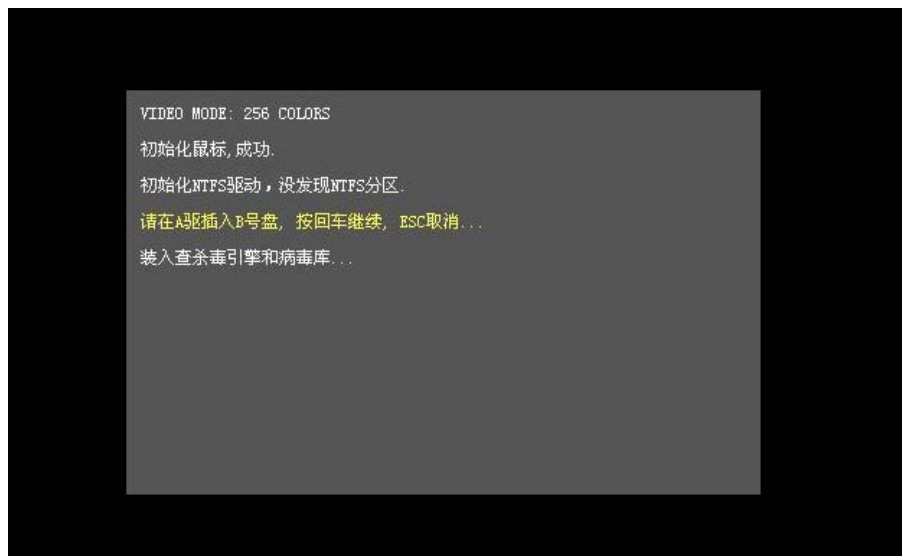 VIDEO MODE: 256 COLORS
初始化鼠标,成功.
初始化NTFS驱动，没发现NTFS分区.
请在A驱插入B号盘, 按回车继续, ESC取消...
装入查杀毒引擎和病毒库...